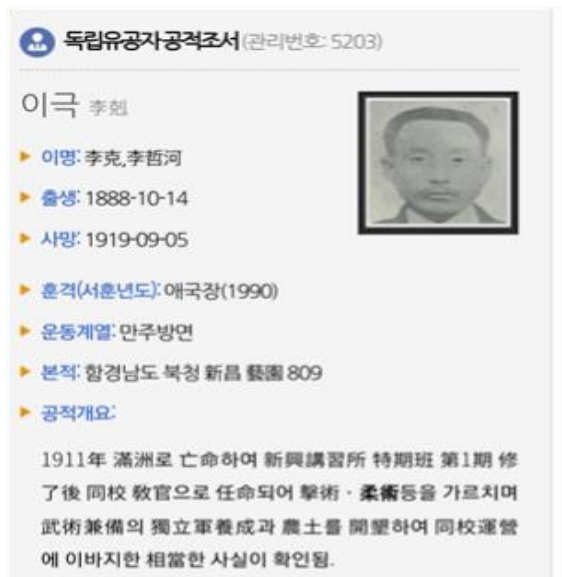 독립유공자 공적조서 (관리번호: 5203)
이극 李剋
이명: 李克,李哲河
출생: 1888-10-14
사망: 1919-09-05
훈격(서훈년도): 애국장(1990)
운동계열: 만주방면
본적: 함경남도 북청 新昌 藝園 809
공적개요:
1911年 滿洲로 亡命하여 新興講習所 特期班 第1期 修
了後 同校 敎官으로 任命되어 擊術 · 柔術등을 가르치며
武術兼備의 獨立軍養成과 農土를 開墾하여 同校運營
에 이바지한 相當한 사실이 확인됨.